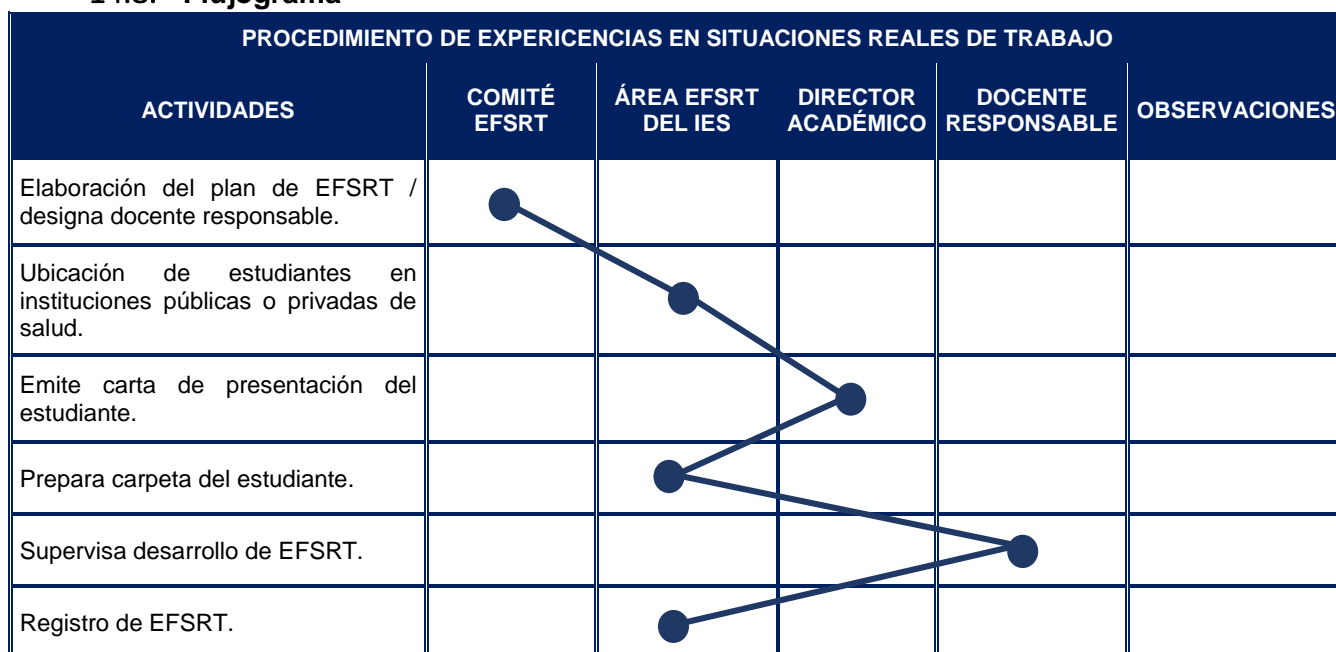 Flujograma
PROCEDIMIENTO DE EXPERICENCIAS EN SITUACIONES REALES DE TRABAJO
ACTIVIDADES
COMITÉ
EFSRT
ÁREA EFSRT
DEL IES
DIRECTOR
ACADÉMICO
DOCENTE
RESPONSABLE
OBSERVACIONES
Elaboración del plan de EFSRT /
designa docente responsable.
Ubicación de estudiantes en
instituciones públicas o privadas de
salud.
Emite carta de presentación del
estudiante.
Prepara carpeta del estudiante.
Supervisa desarrollo de EFSRT.
Registro de EFSRT.